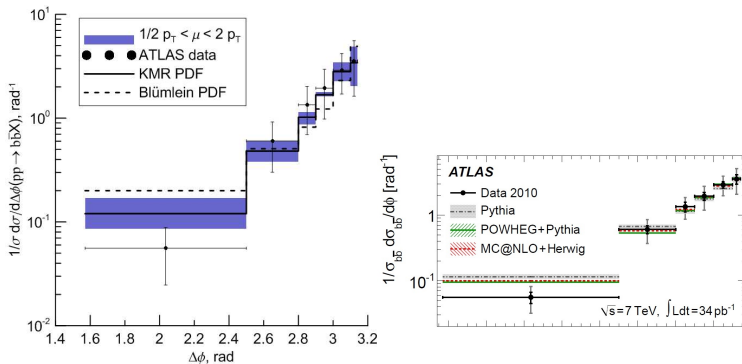 1/2 p_T < μ < 2 p_T
ATLAS data
KMR PDF
Blümlein PDF
1/σ dσ/dΔφ(pp→ bb̄X), rad⁻¹
10¹
10⁰
10⁻¹
10⁻²
1.4 1.6 1.8 2 2.2 2.4 2.6 2.8 3 3.2
Δφ, rad
ATLAS
Data 2010
Pythia
POWHEG+Pythia
MC@NLO+Herwig
1/σ_bb̄ dσ_bb̄/dφ [rad⁻¹]
1
10⁻¹
√s=7 TeV, ∫Ldt=34 pb⁻¹